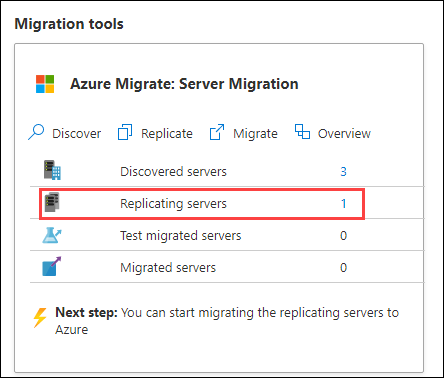 Migration tools
Azure Migrate: Server Migration
Discover Replicate Migrate Overview
Discovered servers 3
Replicating servers 1
Test migrated servers 0
Migrated servers 0
Next step: You can start migrating the replicating servers to
Azure